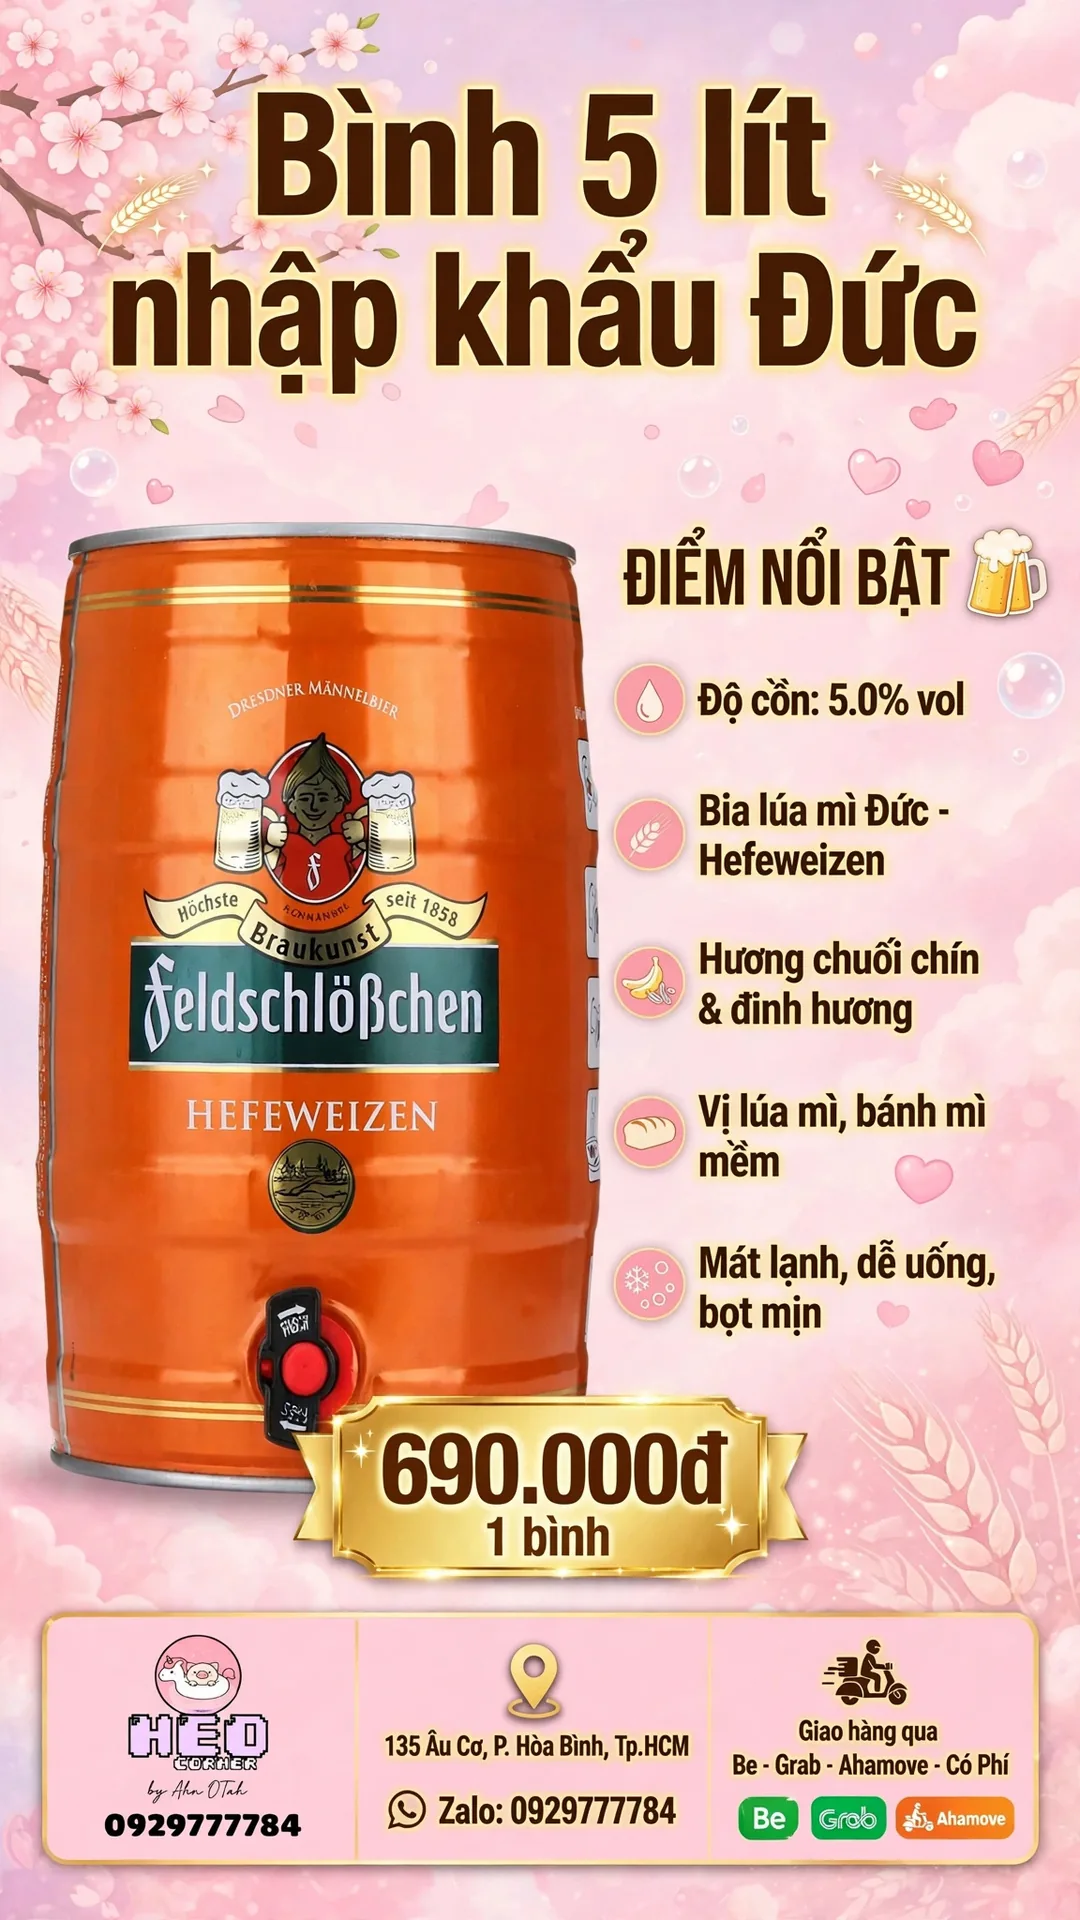 Bình 5 lít
nhập khẩu Đức
ĐIỂM NỔI BẬT
Độ cồn: 5.0% vol
Bia lúa mì Đức -
Hefeweizen
Hương chuối chín
& đinh hương
Vị lúa mì, bánh mì
mềm
Mát lạnh, dễ uống,
bọt mịn
DRESDNER MÄNNELBIER
Höchste
Braukunst
seit 1858
Feldschlößchen
HEFEWEIZEN
690.000đ
1 bình
HEO
CORNER
by Ahn OTah
0929777784
135 Âu Cơ, P. Hòa Bình, Tp.HCM
Zalo: 0929777784
Giao hàng qua
Be - Grab - Ahamove - Có Phí
Be
Grab
Ahamove